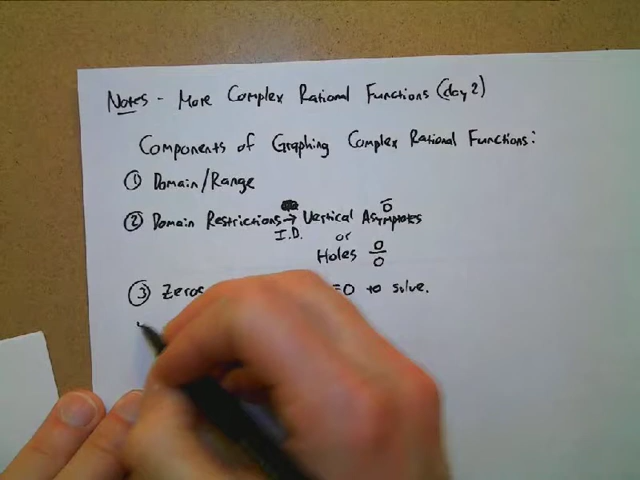 Notes - More Complex Rational Functions (day 2)
Components of Graphing Complex Rational Functions:
① Domain/Range
② Domain Restrictions → Vertical Asymptotes ō
I.D. or
Holes 0/0
③ Zeros =0 to solve.